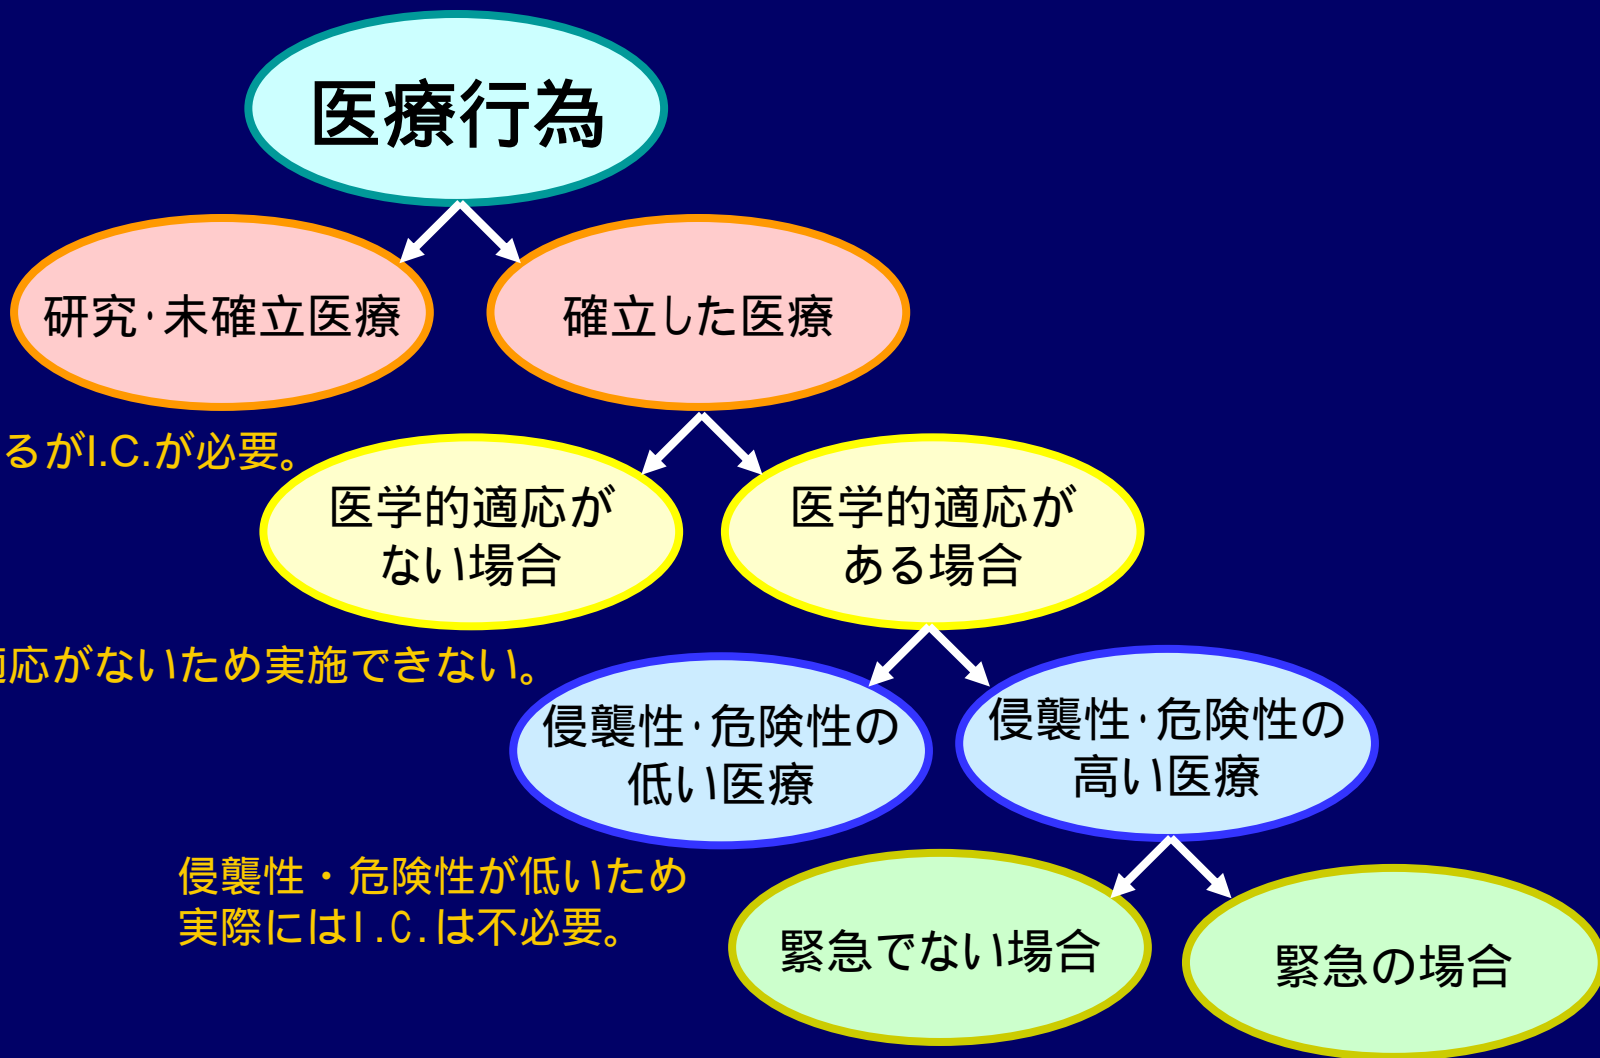 医療行為
研究・未確立医療
確立した医療
るがI.C.が必要。
医学的適応が
ない場合
医学的適応が
ある場合
応がないため実施できない。
侵襲性・危険性の
低い医療
侵襲性・危険性の
高い医療
侵襲性・危険性が低いため
実際にはI.C.は不必要。
緊急でない場合
緊急の場合